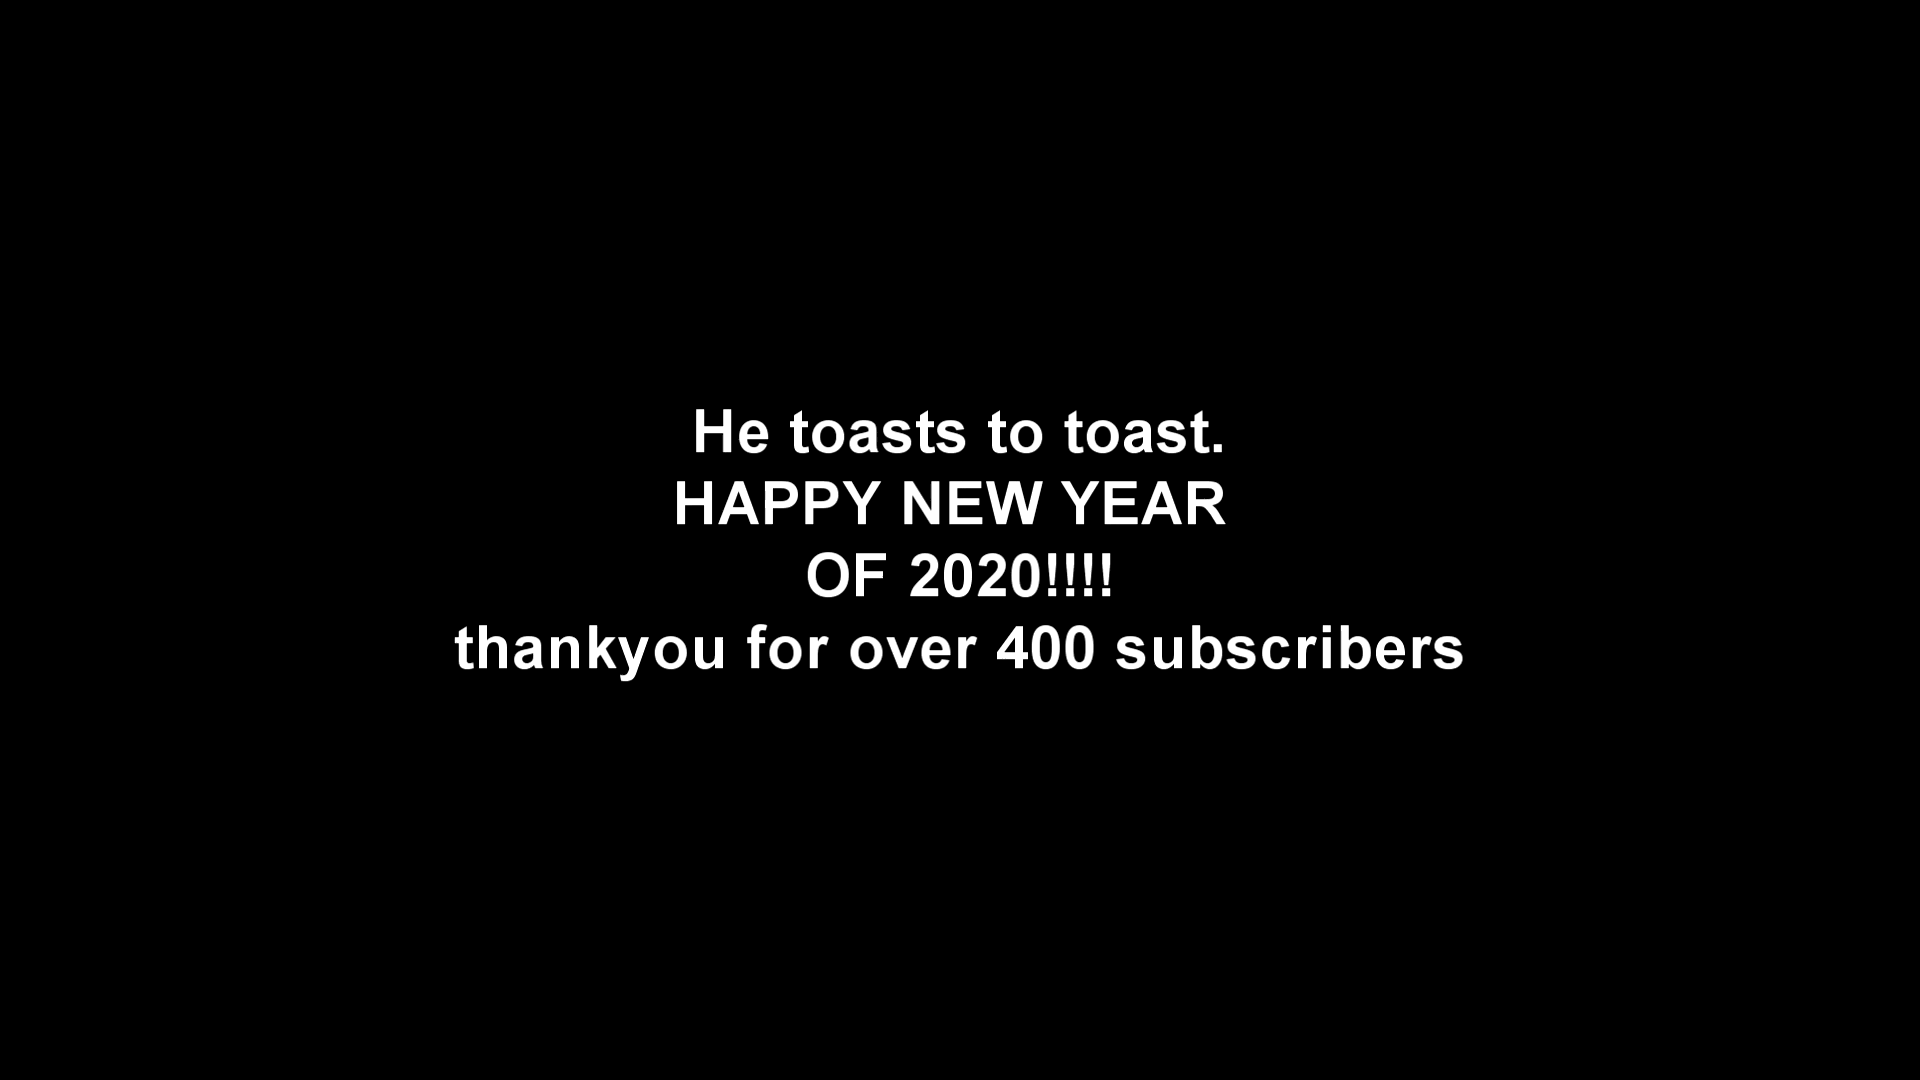 He toasts to toast.
HAPPY NEW YEAR
OF 2020!!!!
thankyou for over 400 subscribers